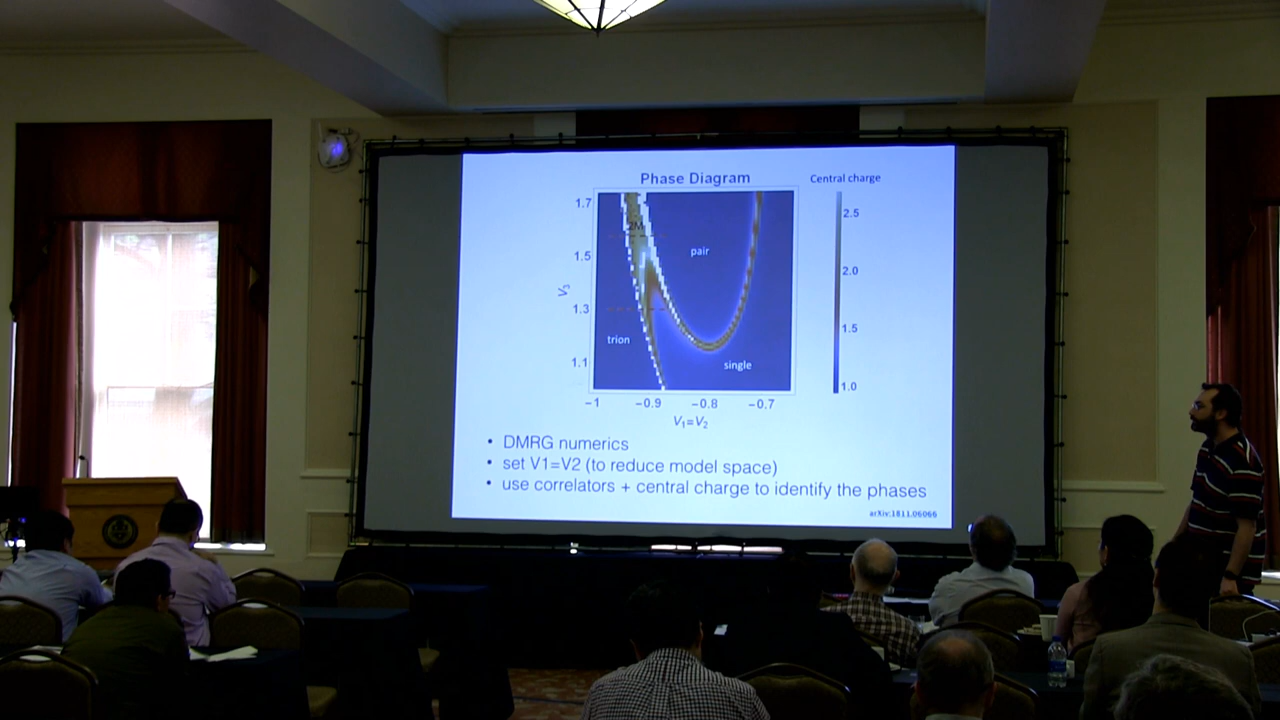 Phase Diagram
Central charge
1.7
1.5
1.3
1.1
V3
2M
pair
trion
single
−1
−0.9
−0.8
−0.7
V1=V2
2.5
2.0
1.5
1.0
• DMRG numerics
• set V1=V2 (to reduce model space)
• use correlators + central charge to identify the phases
arXiv:1811.06066